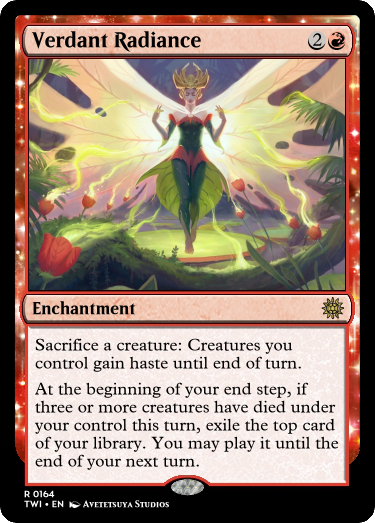 Verdant Radiance 2
Enchantment
Sacrifice a creature: Creatures you
control gain haste until end of turn.
At the beginning of your end step, if
three or more creatures have died under
your control this turn, exile the top card
of your library. You may play it until the
end of your next turn.
R 0164
TWI • EN Avetetsuya Studios